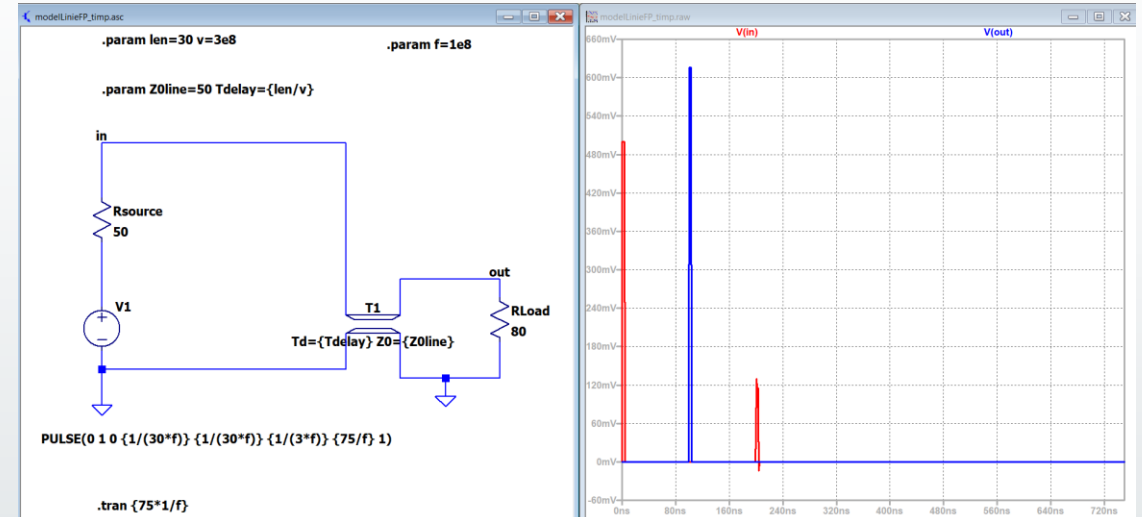 modelLinieFP_timp.asc
.param len=30 v=3e8
.param f=1e8
.param Z0line=50 Tdelay={len/v}
in
Rsource
50
V1
T1
out
RLoad
80
Td={Tdelay} Z0={Z0line}
PULSE(0 1 0 {1/(30*f)} {1/(30*f)} {1/(3*f)} {75/f} 1)
.tran {75*1/f}
modelLinieFP_timp.raw
V(in) V(out)
660mV
600mV
540mV
480mV
420mV
360mV
300mV
240mV
180mV
120mV
60mV
0mV
-60mV
0ns 80ns 160ns 240ns 320ns 400ns 480ns 560ns 640ns 720ns